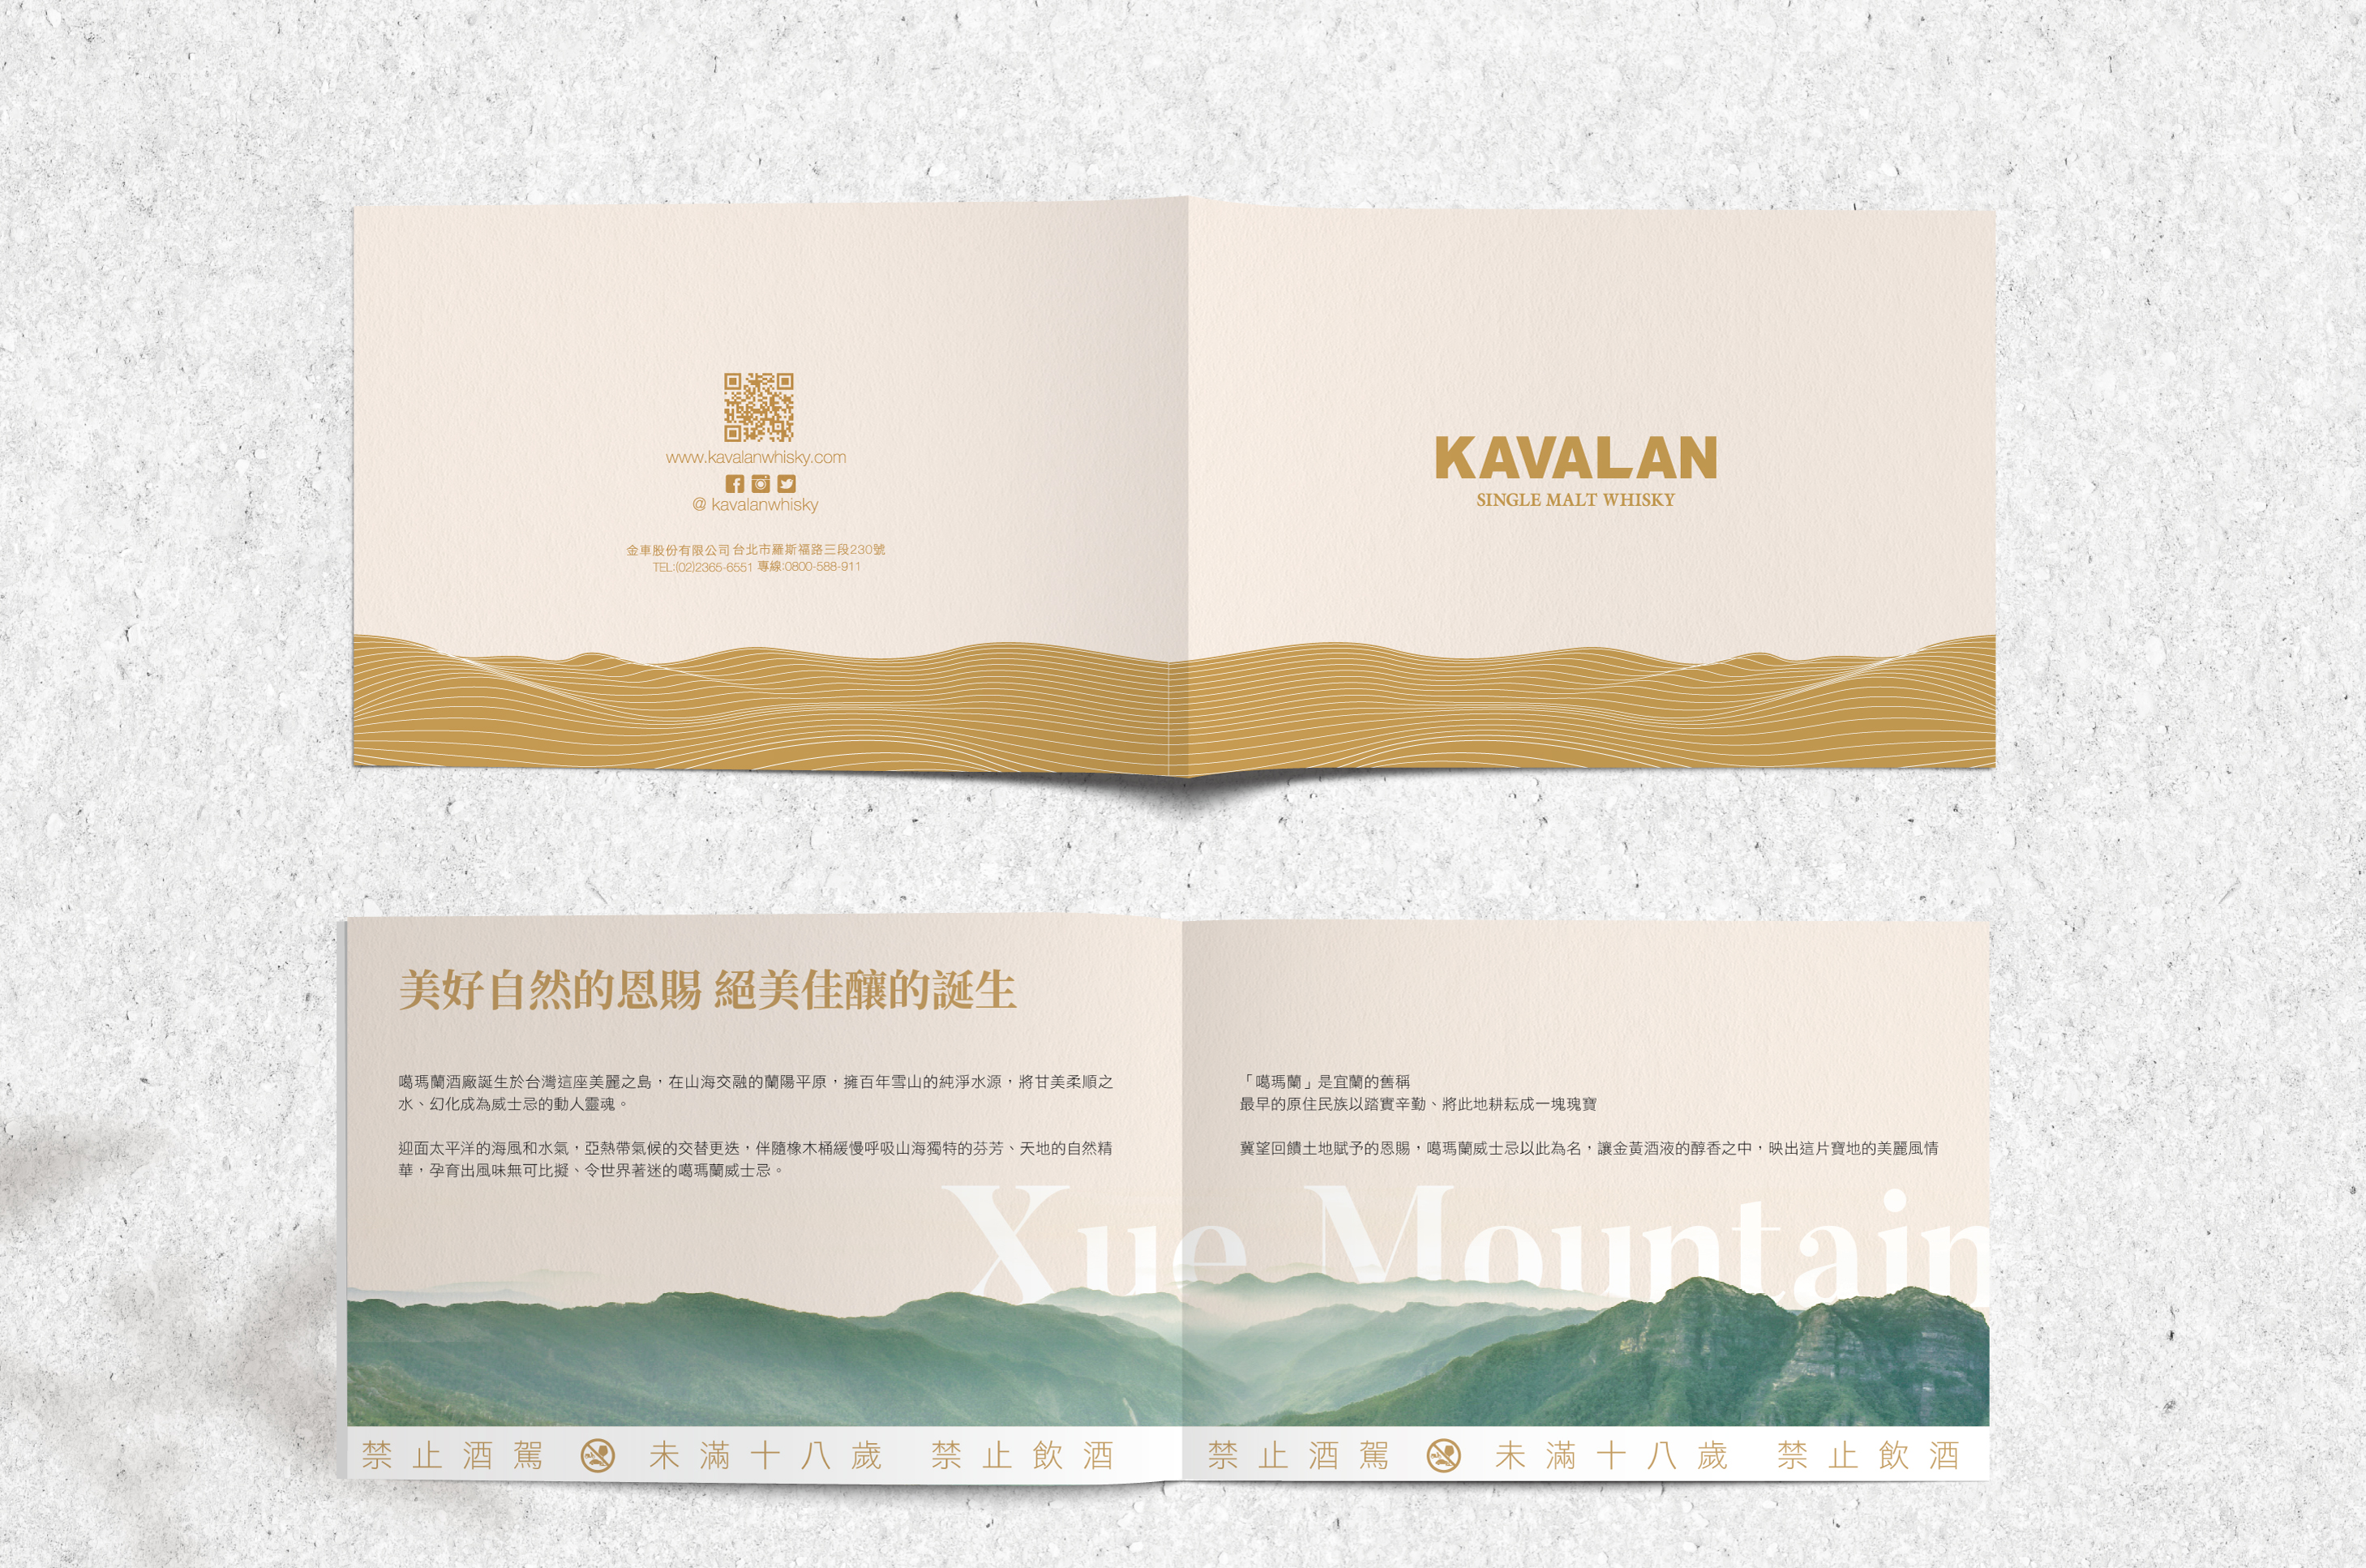 www.kavalanwhisky.com
@ kavalanwhisky
金車股份有限公司 台北市羅斯福路三段230號
TEL:(02)2365-6551 專線:0800-588-911
KAVALAN
SINGLE MALT WHISKY
美好自然的恩賜 絕美佳釀的誕生
噶瑪蘭酒廠誕生於台灣這座美麗之島，在山海交融的蘭陽平原，擁百年雪山的純淨水源，將甘美柔順之
水、幻化成為威士忌的動人靈魂。
迎面太平洋的海風和水氣，亞熱帶氣候的交替更迭，伴隨橡木桶緩慢呼吸山海獨特的芬芳、天地的自然精
華，孕育出風味無可比擬、令世界著迷的噶瑪蘭威士忌。
「噶瑪蘭」是宜蘭的舊稱
最早的原住民族以踏實辛勤、將此地耕耘成一塊瑰寶
冀望回饋土地賦予的恩賜，噶瑪蘭威士忌以此為名，讓金黃酒液的醇香之中，映出這片寶地的美麗風情
Xue Mountain
禁止酒駕 未滿十八歲 禁止飲酒
禁止酒駕 未滿十八歲 禁止飲酒